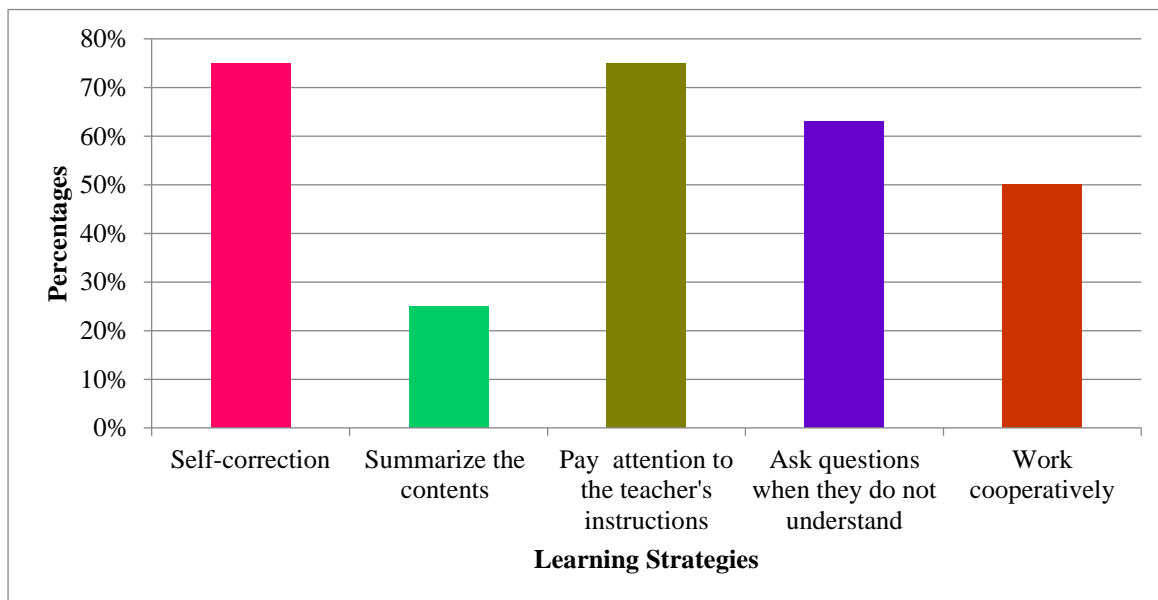 80%
70%
60%
50%
40%
30%
20%
10%
0%
Percentages
Self-correction
Summarize the
contents
Pay attention to
the teacher's
instructions
Ask questions
when they do not
understand
Work
cooperatively
Learning Strategies